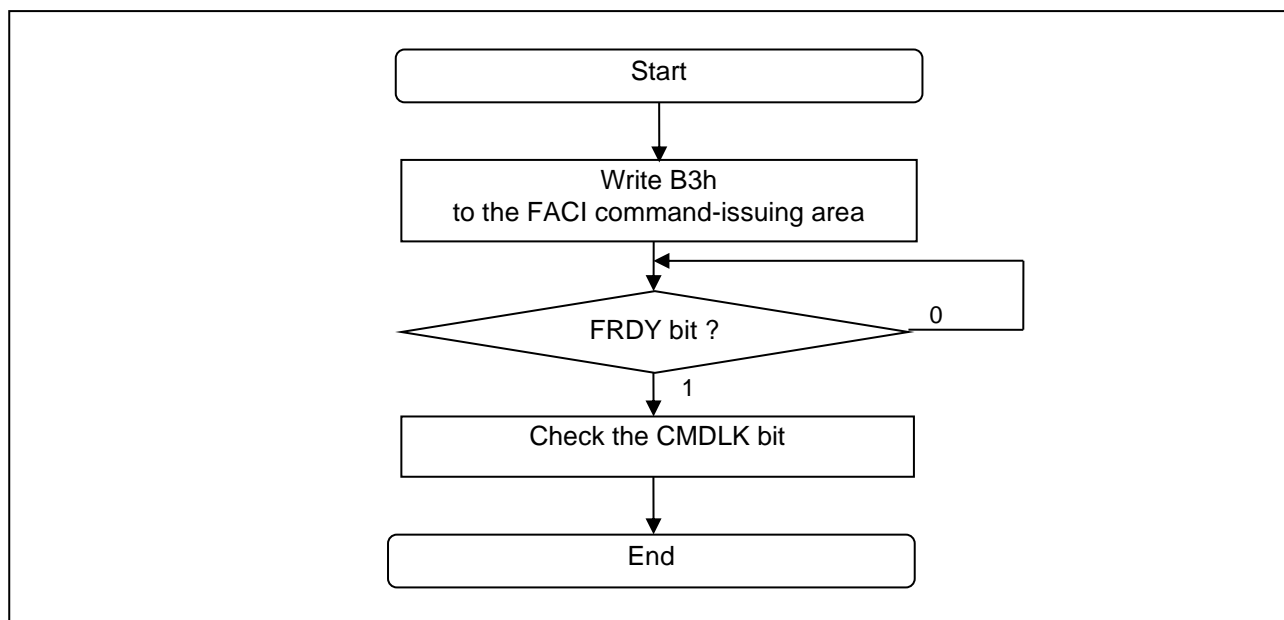 Start
Write B3h
to the FACI command-issuing area
FRDY bit ?
0
1
Check the CMDLK bit
End